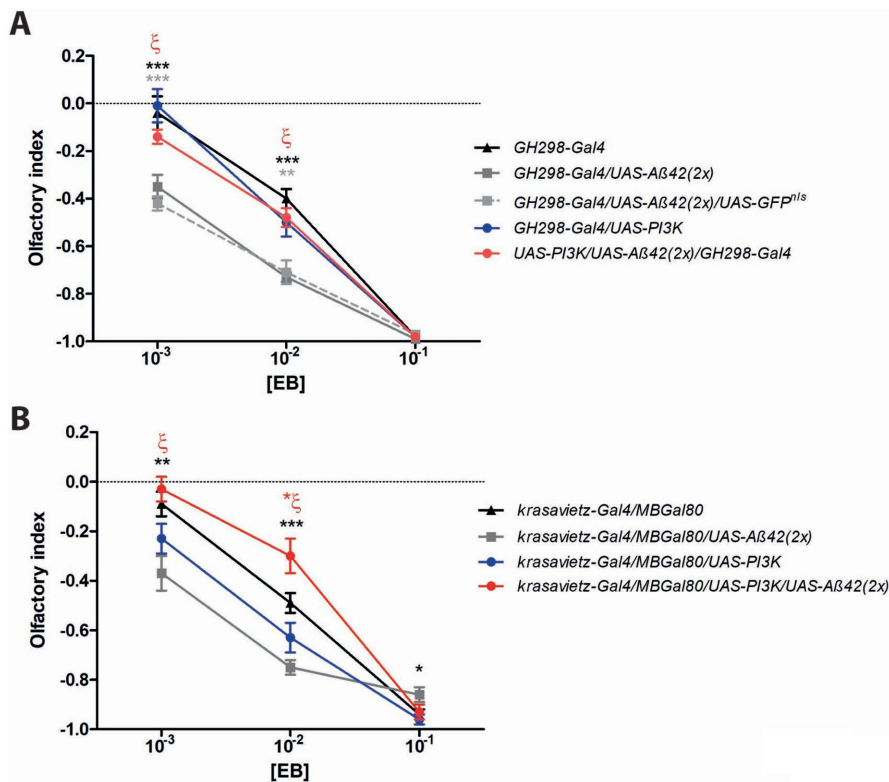 A
ξ
***
***
ξ
***
**
0.2
0.0
-0.2
-0.4
-0.6
-0.8
-1.0
Olfactory index
10⁻³ 10⁻² 10⁻¹
[EB]
GH298-Gal4
GH298-Gal4/UAS-Aß42(2x)
GH298-Gal4/UAS-Aß42(2x)/UAS-GFPⁿˡˢ
GH298-Gal4/UAS-PI3K
UAS-PI3K/UAS-Aß42(2x)/GH298-Gal4
B
ξ
**
*ξ
***
*
0.2
0.0
-0.2
-0.4
-0.6
-0.8
-1.0
Olfactory index
10⁻³ 10⁻² 10⁻¹
[EB]
krasavietz-Gal4/MBGal80
krasavietz-Gal4/MBGal80/UAS-Aß42(2x)
krasavietz-Gal4/MBGal80/UAS-PI3K
krasavietz-Gal4/MBGal80/UAS-PI3K/UAS-Aß42(2x)